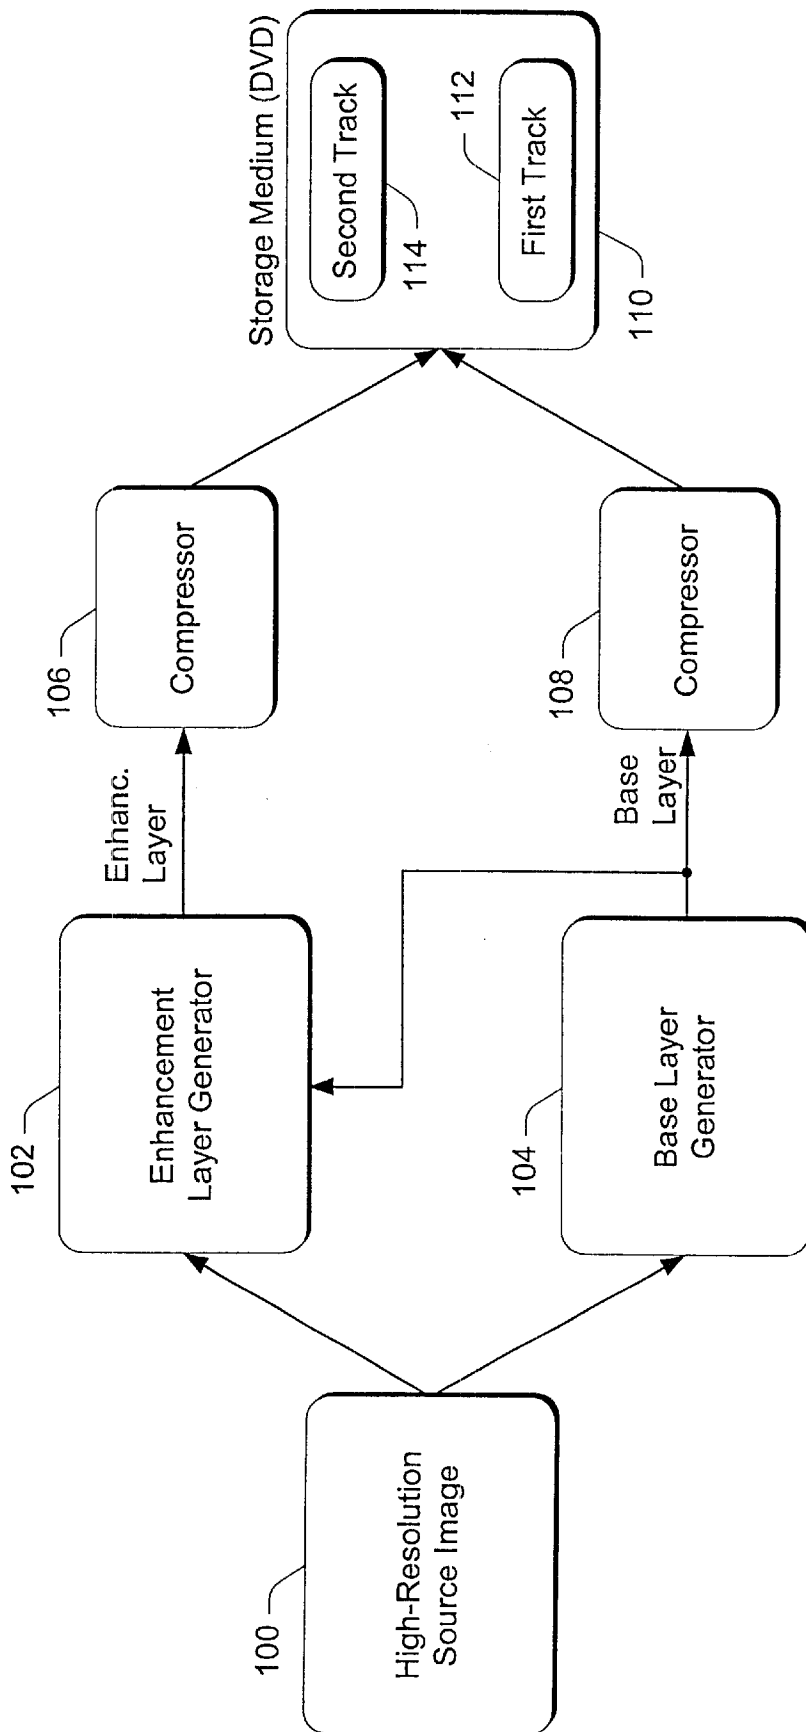 100
High-Resolution
Source Image
102
Enhancement
Layer Generator
Enhanc.
Layer
106
Compressor
104
Base Layer
Generator
Base
Layer
108
Compressor
Storage Medium (DVD)
Second Track
114
112
First Track
110